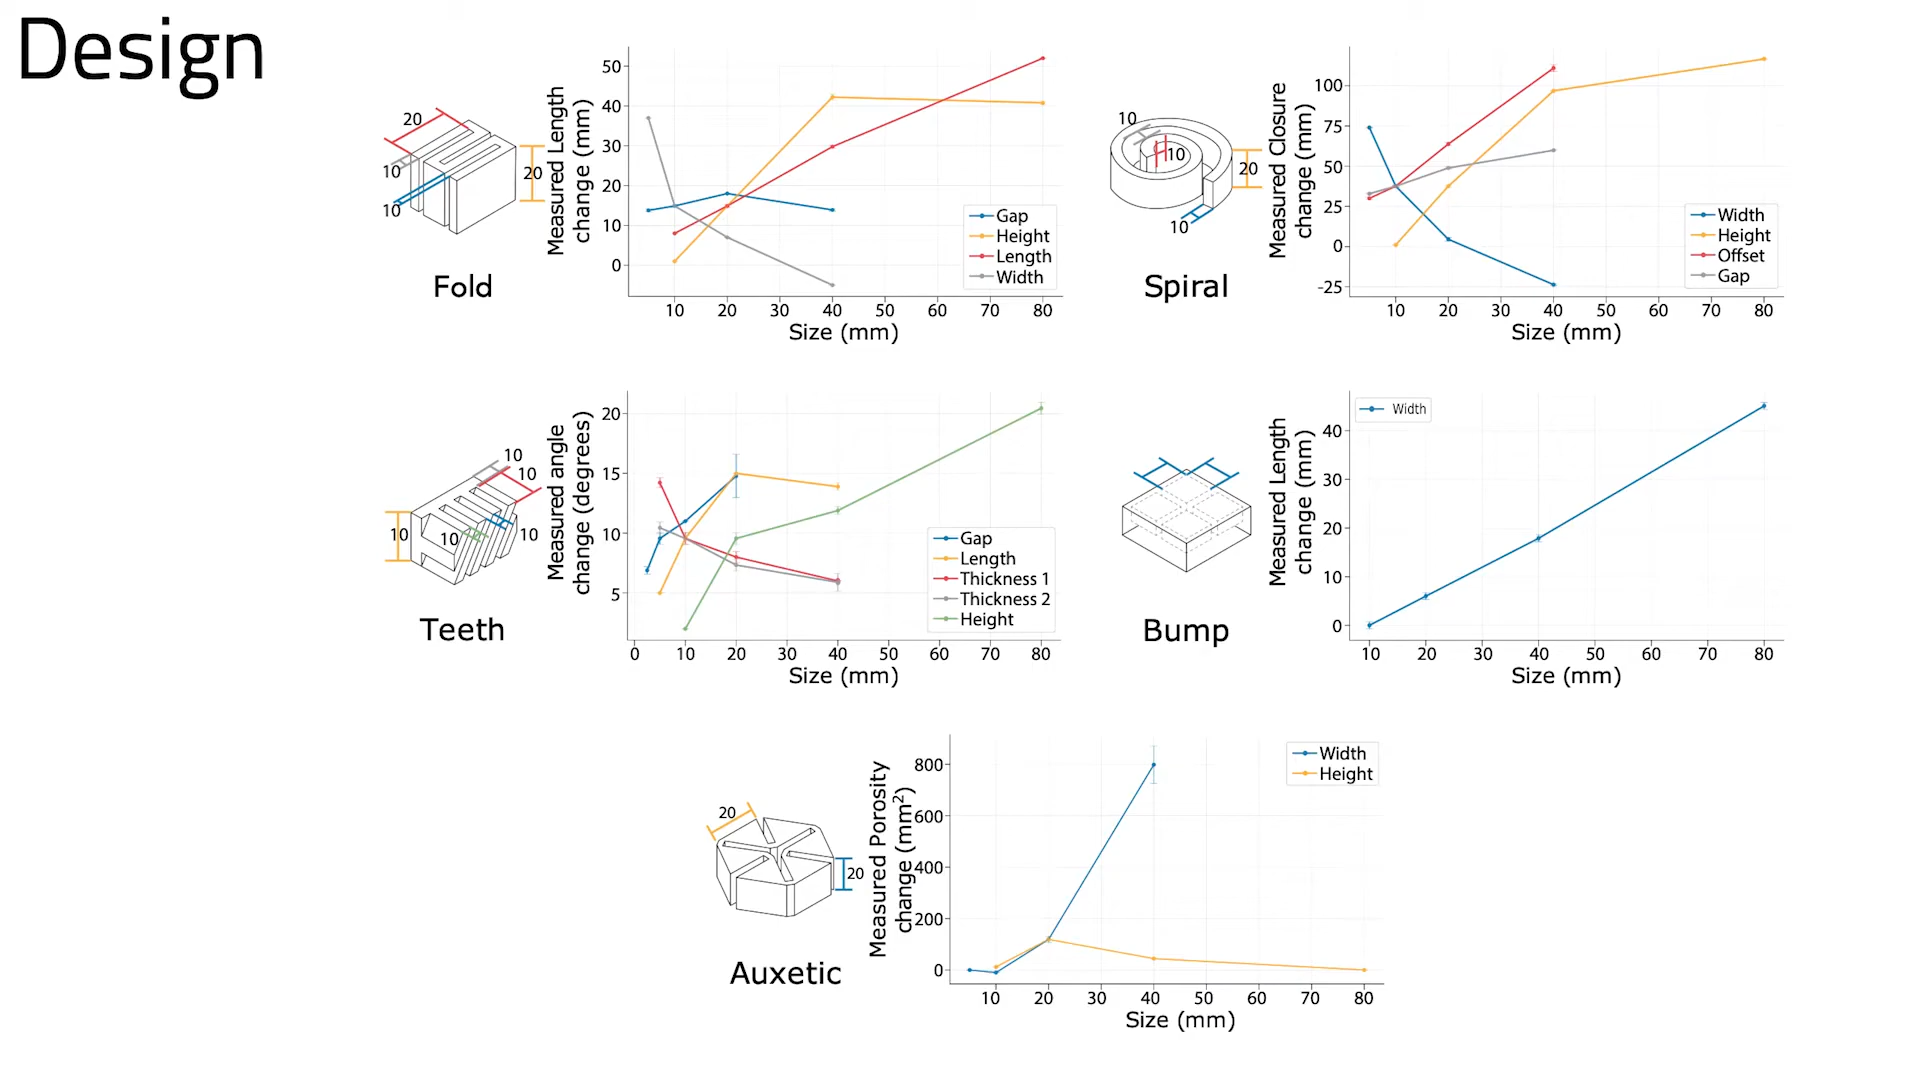 Design
20
10
10
20
Fold
Measured Length
change (mm)
50
40
30
20
10
0
Gap
Height
Length
Width
10 20 30 40 50 60 70 80
Size (mm)
10
10
20
10
Spiral
Measured Closure
change (mm)
100
75
50
25
0
-25
Width
Height
Offset
Gap
10 20 30 40 50 60 70 80
Size (mm)
10
10
10
10
10
Teeth
Measured angle
change (degrees)
20
15
10
5
Gap
Length
Thickness 1
Thickness 2
Height
0 10 20 30 40 50 60 70 80
Size (mm)
Bump
Measured Length
change (mm)
Width
40
30
20
10
0
10 20 30 40 50 60 70 80
Size (mm)
20
20
Auxetic
Measured Porosity
change (mm²)
800
600
400
200
0
Width
Height
10 20 30 40 50 60 70 80
Size (mm)